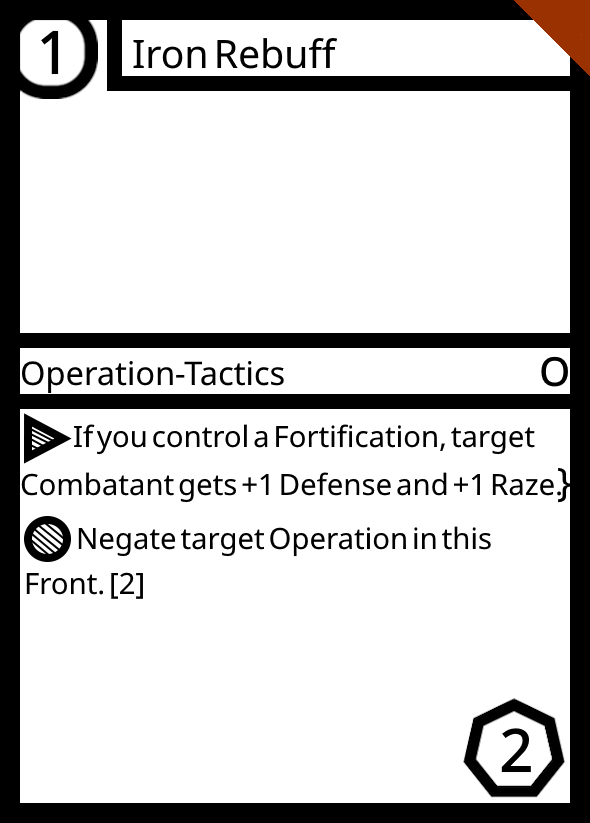 1
Iron Rebuff
Operation-Tactics
O
If you control a Fortification, target
Combatant gets +1 Defense and +1 Raze.}
Negate target Operation in this
Front. [2]
2